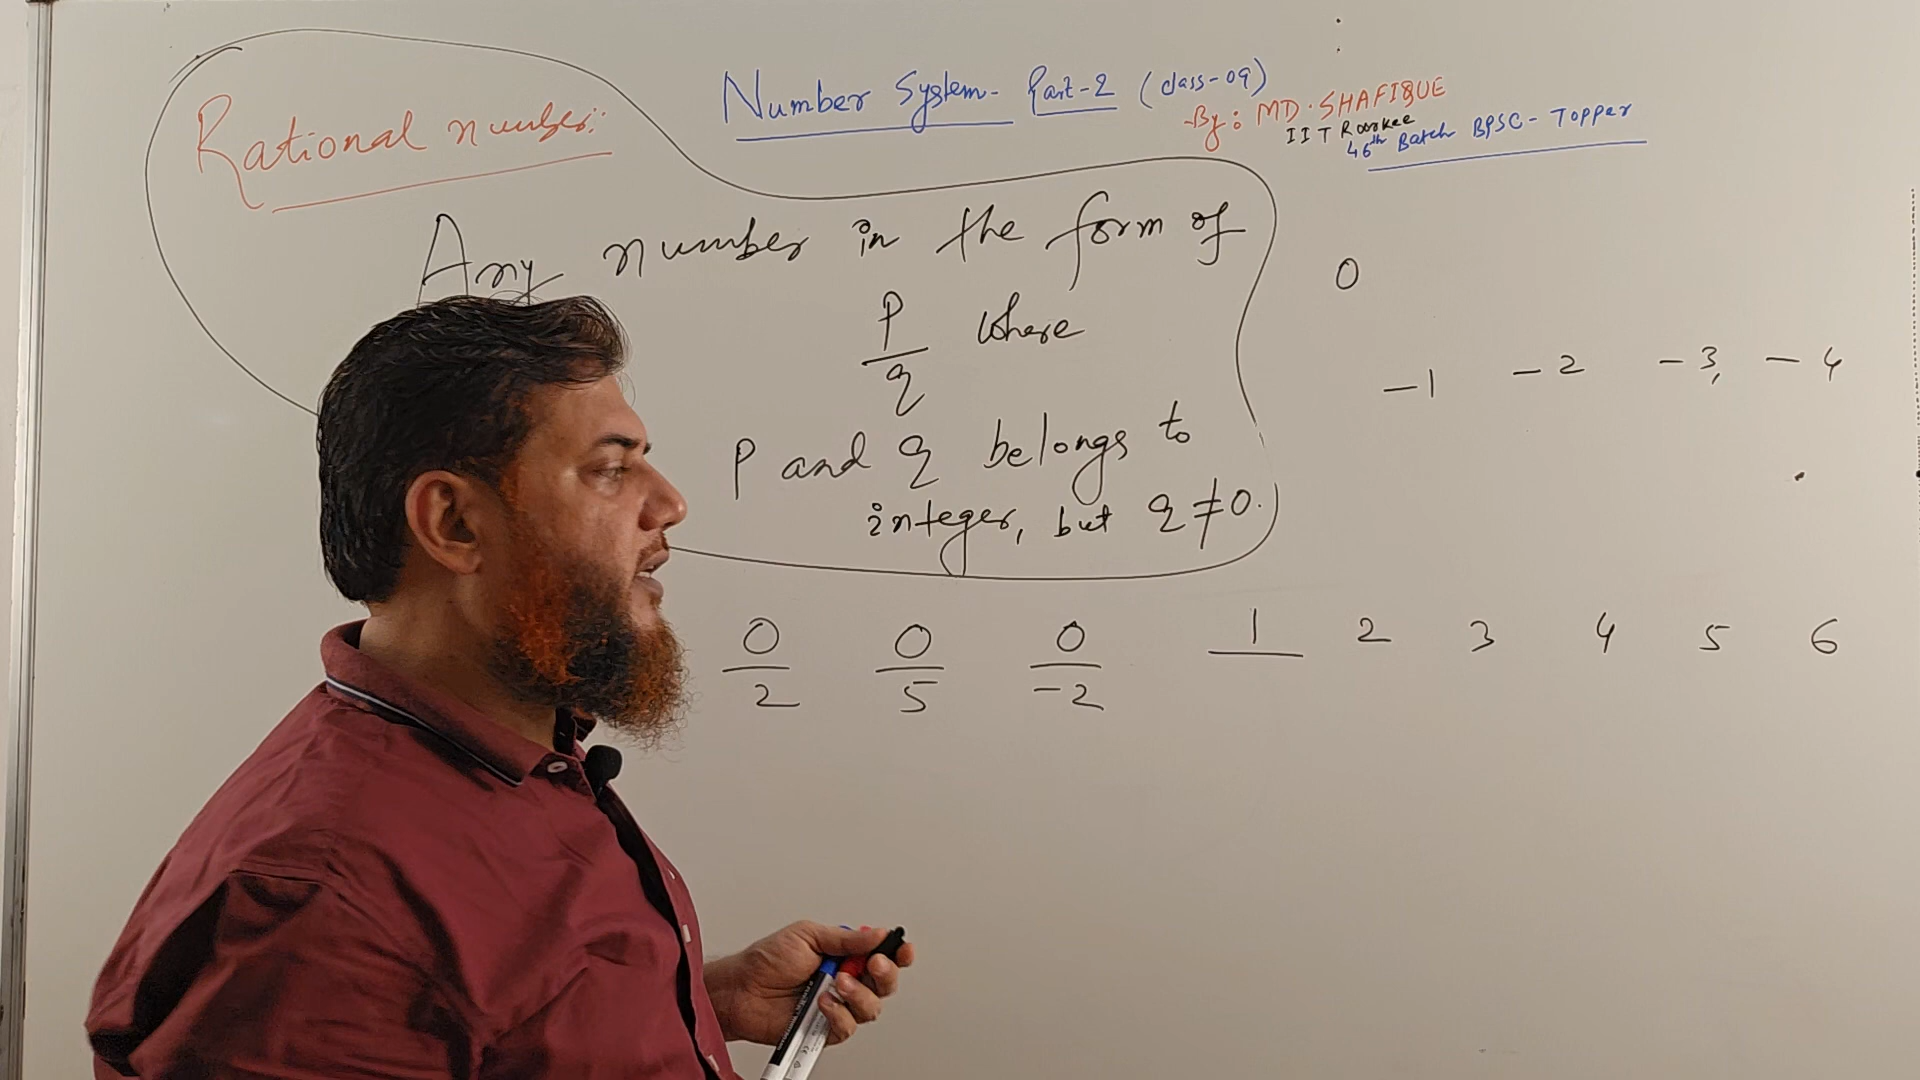 Number System- Part-2 (class-09)
By: MD. SHAFIQUE
IIT Roorkee
46th Batch BPSC - Topper
Rational number:
Any number in the form of
P/q where
P and q belongs to
integer, but q ≠ 0.
0
-1 -2 -3, -4
0/2 0/5 0/-2 1 2 3 4 5 6